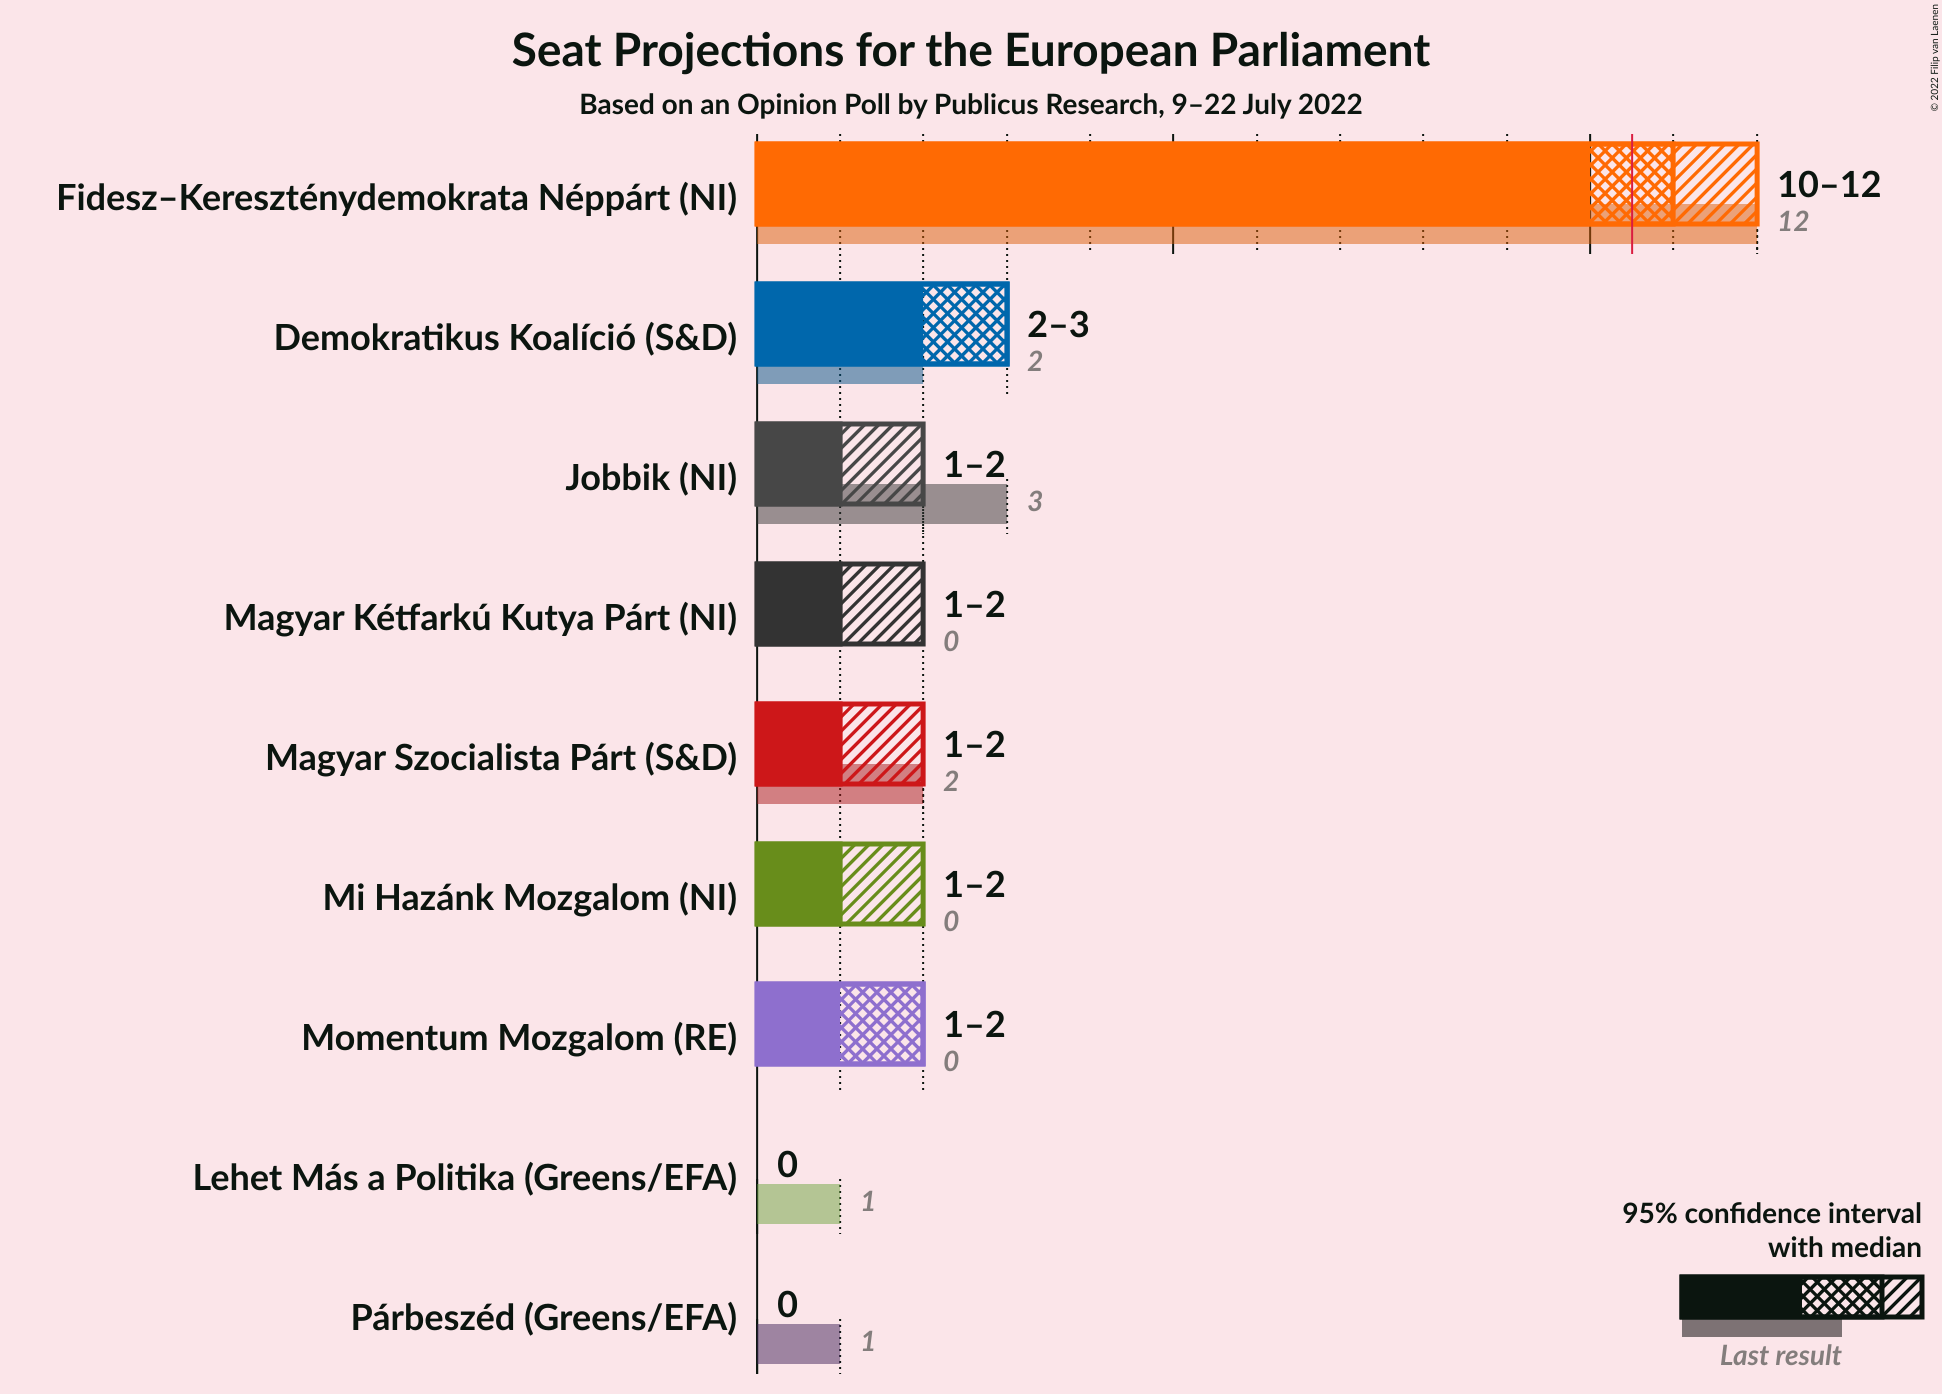 Seat Projections for the European Parliament
Based on an Opinion Poll by Publicus Research, 9–22 July 2022
© 2022 Filip van Laenen
Fidesz–Kereszténydemokrata Néppárt (NI)
10–12
12
Demokratikus Koalíció (S&D)
2–3
2
Jobbik (NI)
1–2
3
Magyar Kétfarkú Kutya Párt (NI)
1–2
0
Magyar Szocialista Párt (S&D)
1–2
2
Mi Hazánk Mozgalom (NI)
1–2
0
Momentum Mozgalom (RE)
1–2
0
Lehet Más a Politika (Greens/EFA)
0
1
Párbeszéd (Greens/EFA)
0
1
95% confidence interval
with median
Last result